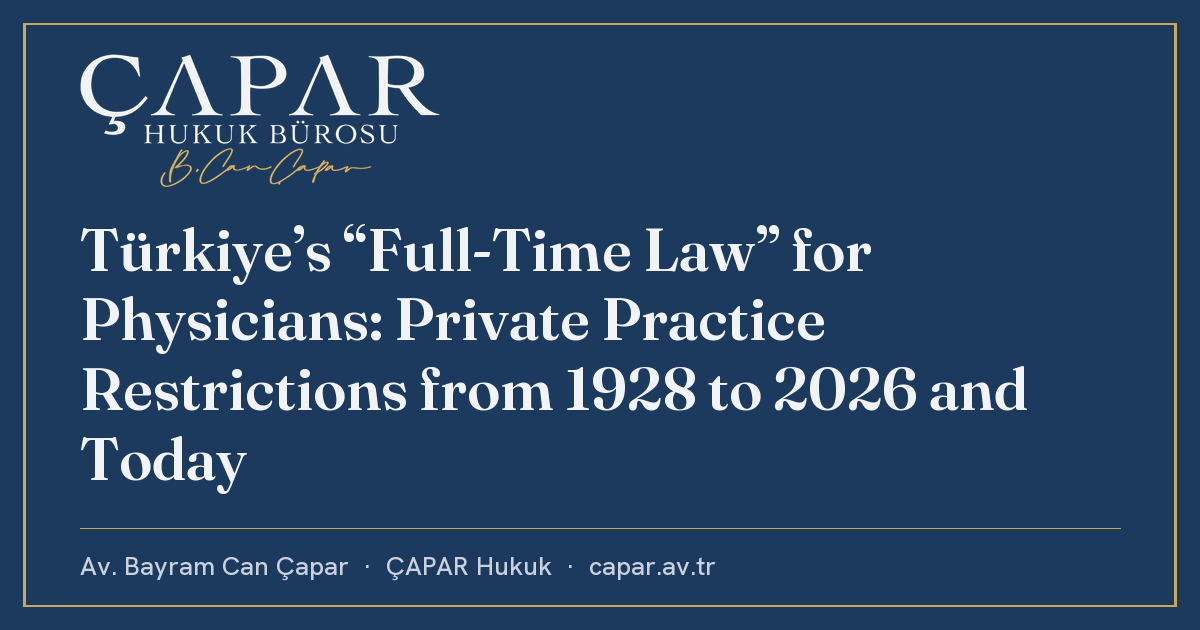 ÇAPAR
HUKUK BÜROSU
B.Can Çapar
Türkiye’s “Full-Time Law” for
Physicians: Private Practice
Restrictions from 1928 to 2026 and
Today
Av. Bayram Can Çapar · ÇAPAR Hukuk · capar.av.tr